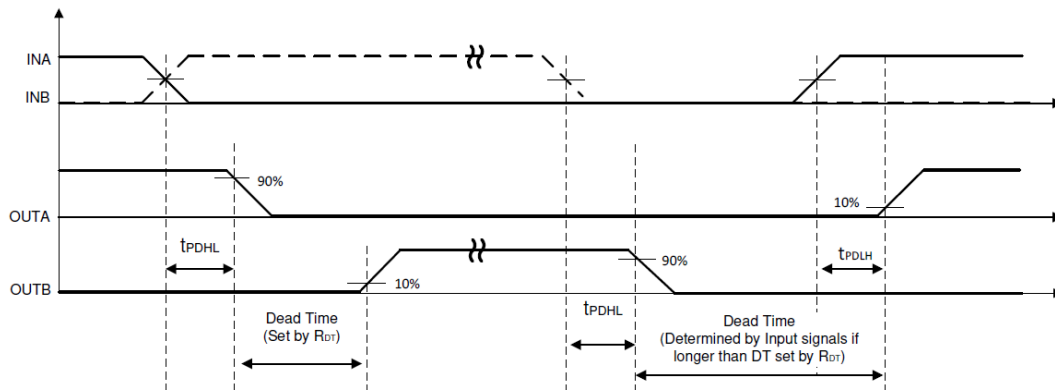 INA
INB
90%
10%
OUTA
tPDHL
tPDLH
90%
10%
OUTB
tPDHL
Dead Time
(Set by RDT)
Dead Time
(Determined by Input signals if
longer than DT set by RDT)